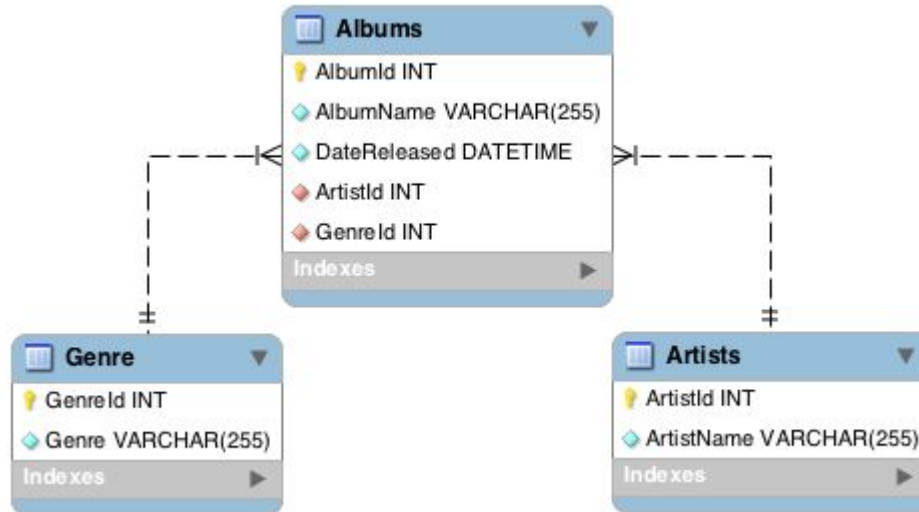 Albums
AlbumId INT
AlbumName VARCHAR(255)
DateReleased DATETIME
ArtistId INT
GenreId INT
Indexes
Genre
GenreId INT
Genre VARCHAR(255)
Indexes
Artists
ArtistId INT
ArtistName VARCHAR(255)
Indexes